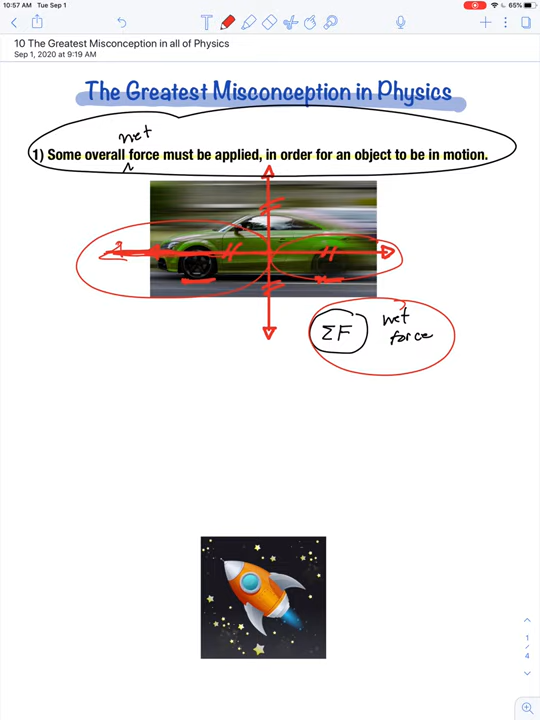 10:57 AM Tue Sep 1
65%
10 The Greatest Misconception in all of Physics
Sep 1, 2020 at 9:19 AM
The Greatest Misconception in Physics
net
1) Some overall force must be applied, in order for an object to be in motion.
ΣF net
force
1
/
4